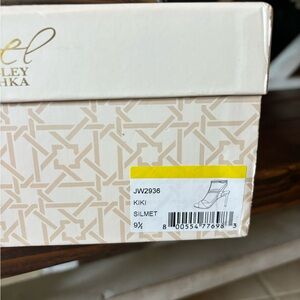 el
LEY
HKA
JW2936
KIKI
SILMET
9½
8 00554 77698 3